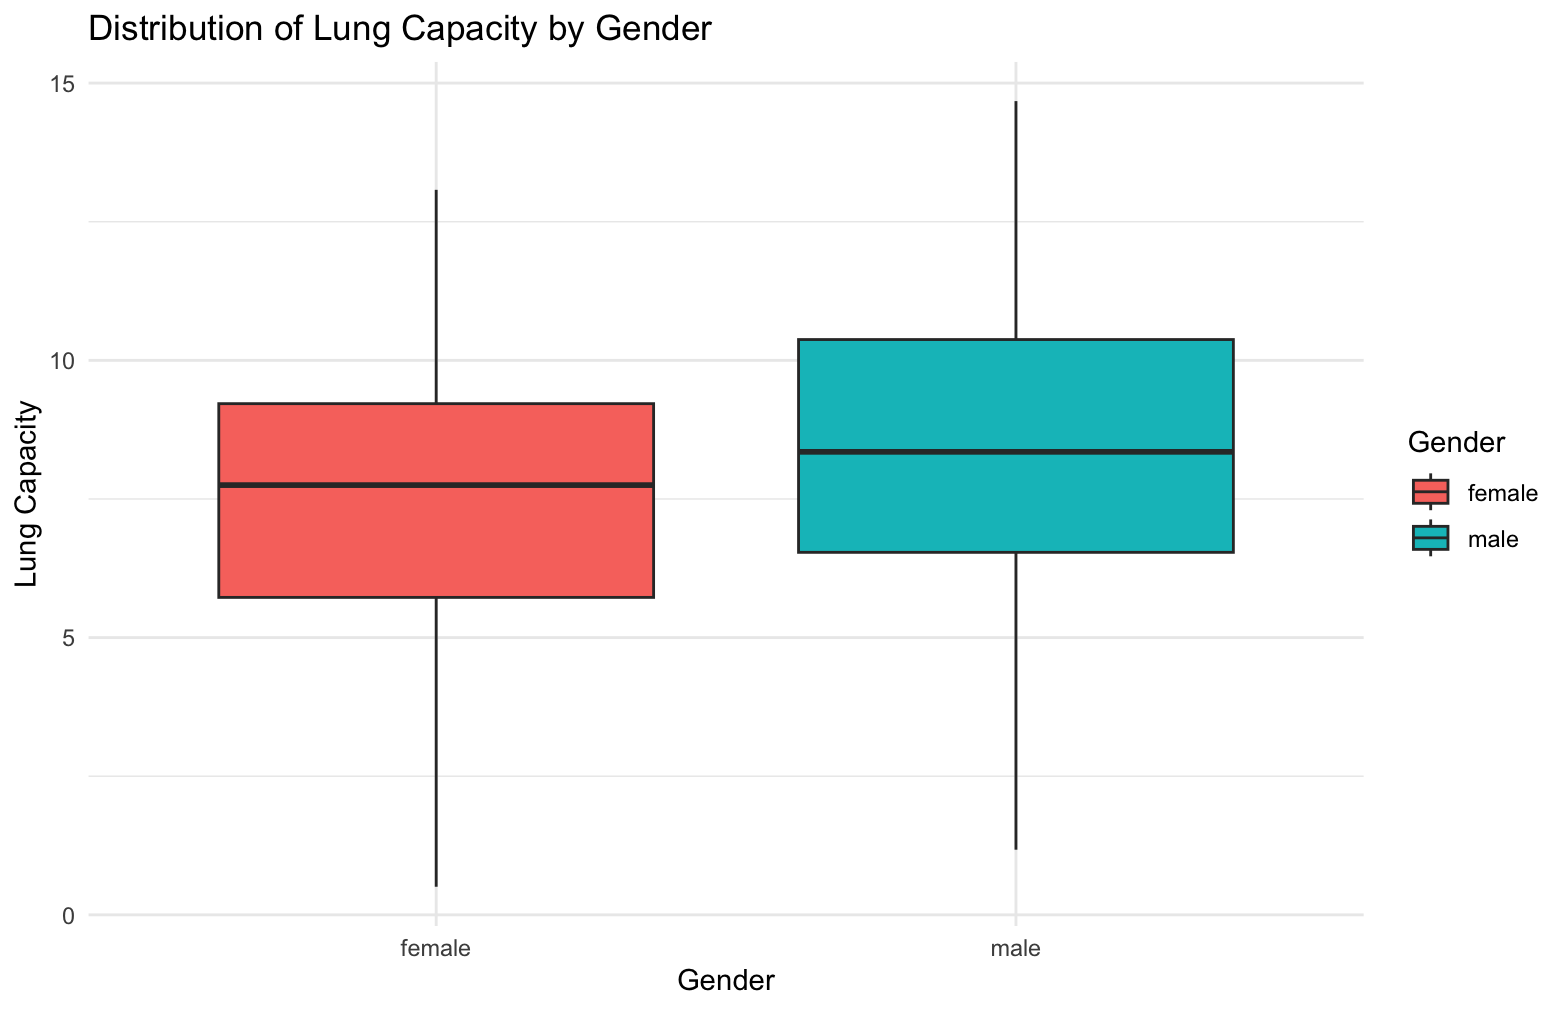 Distribution of Lung Capacity by Gender
15
10
5
0
Lung Capacity
female
male
Gender
Gender
female
male